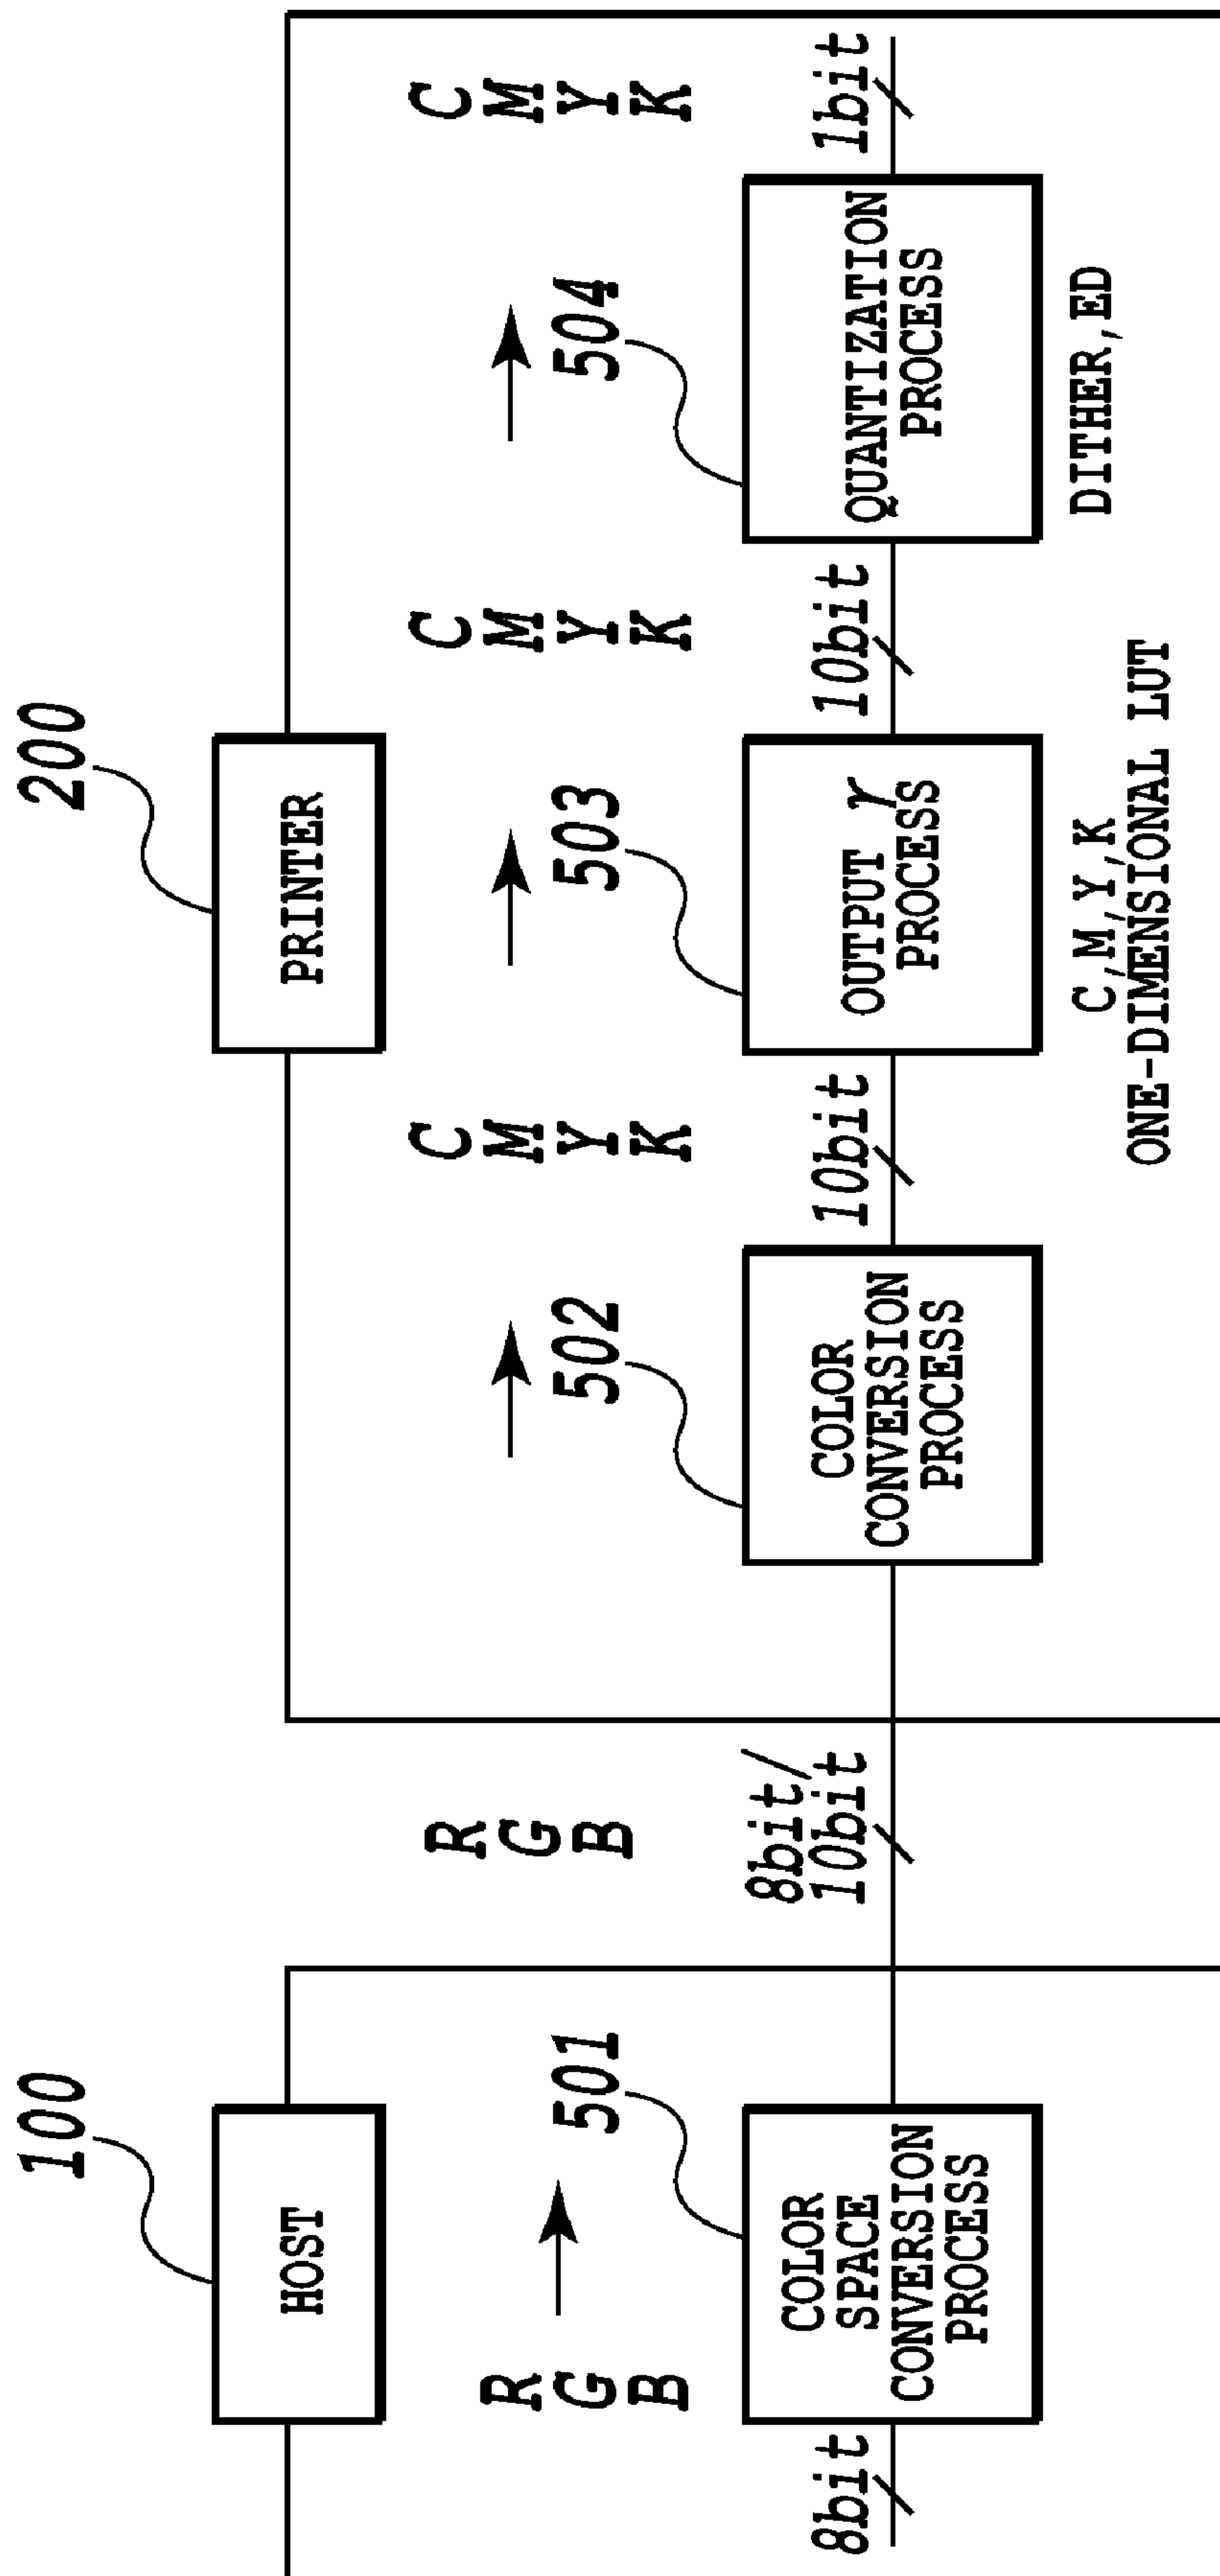 100
HOST
200
PRINTER
R
G
B
501
R
G
B
502
C
M
Y
K
503
C
M
Y
K
504
C
M
Y
K
8bit
COLOR
SPACE
CONVERSION
PROCESS
8bit/
10bit
COLOR
CONVERSION
PROCESS
10bit
OUTPUT γ
PROCESS
10bit
QUANTIZATION
PROCESS
1bit
C,M,Y,K
ONE-DIMENSIONAL LUT
DITHER,ED